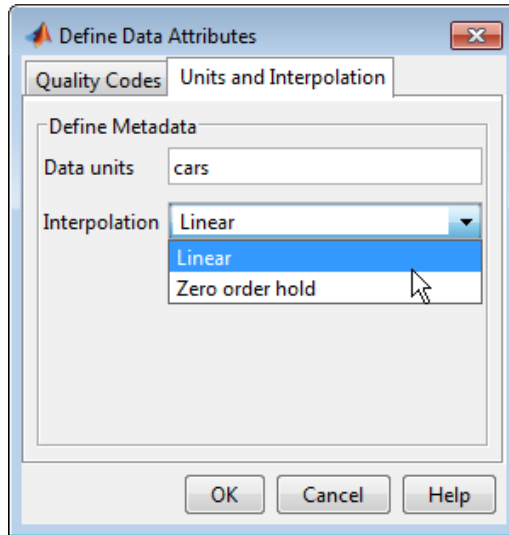 Define Data Attributes
Quality Codes Units and Interpolation
Define Metadata
Data units cars
Interpolation Linear
Linear
Zero order hold
OK Cancel Help